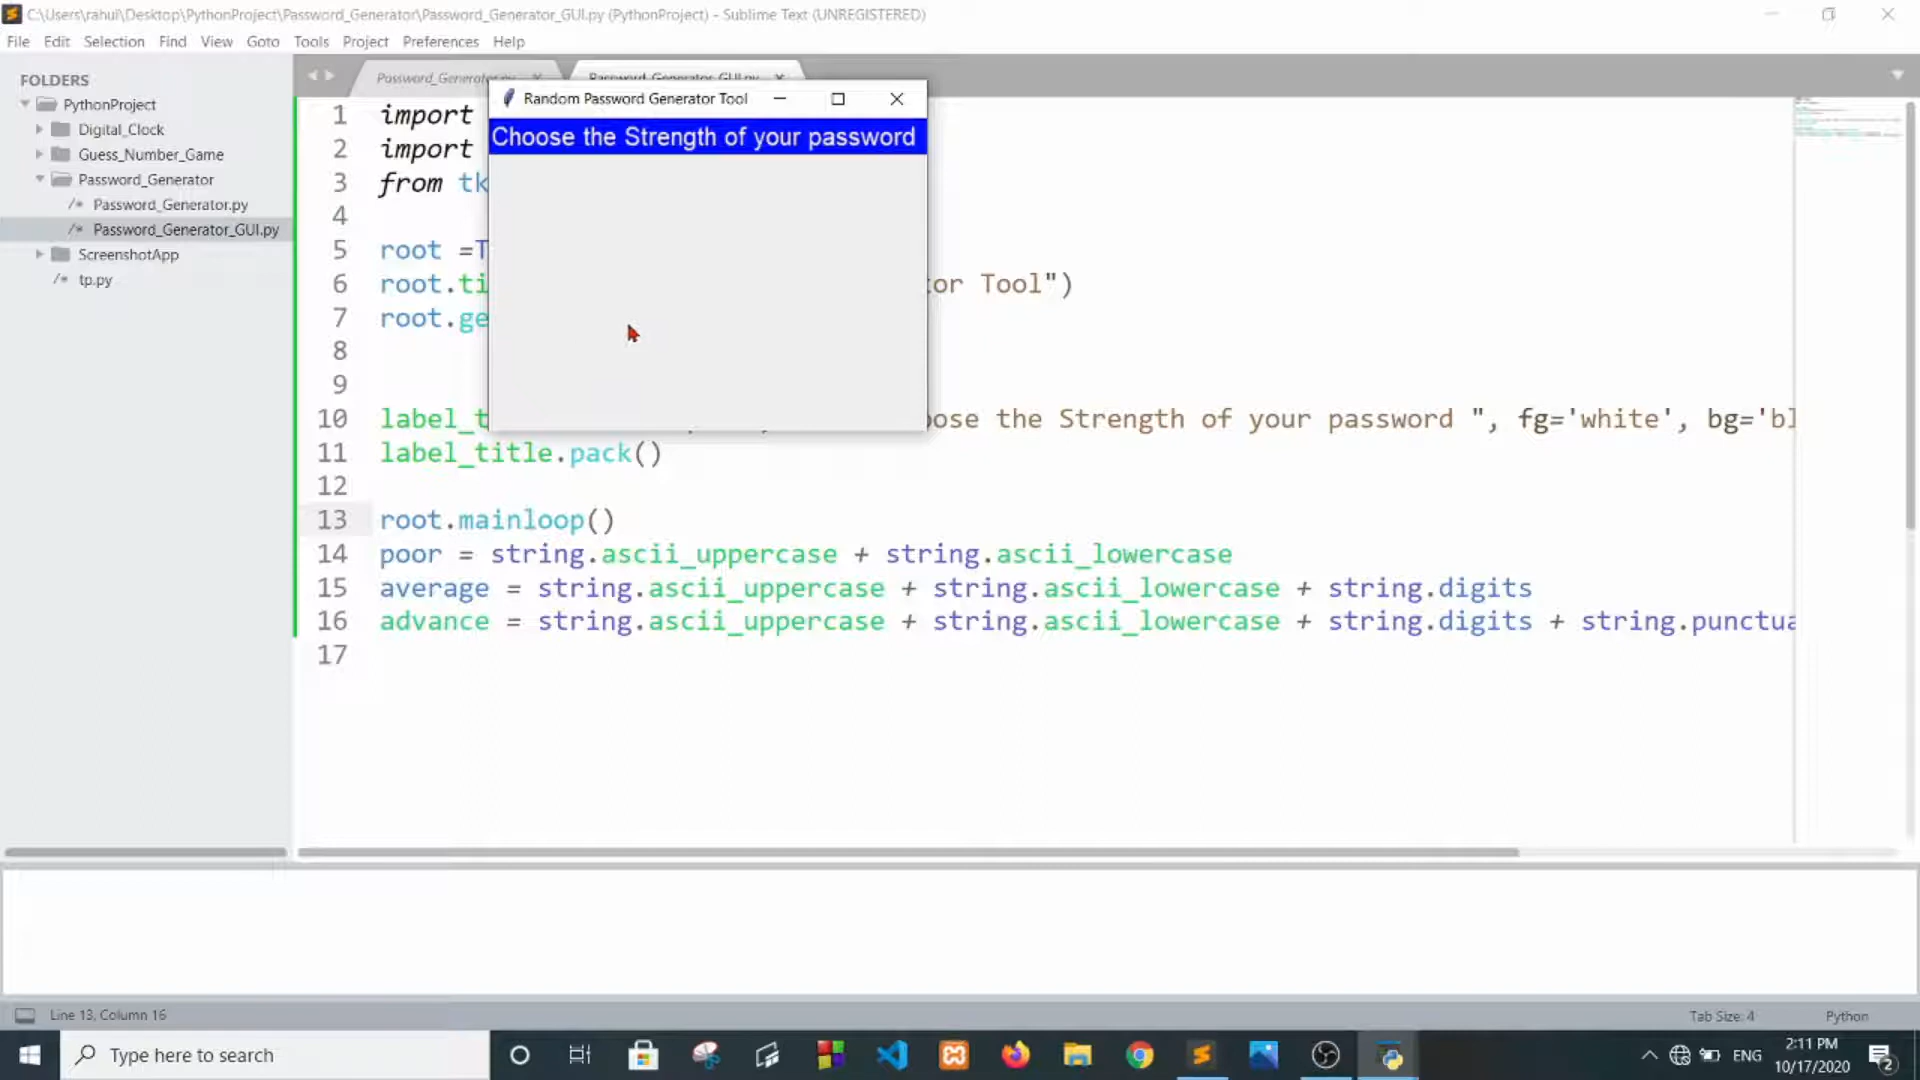 C:\Users\rahul\Desktop\PythonProject\Password_Generator\Password_Generator_GUI.py (PythonProject) - Sublime Text (UNREGISTERED)
File Edit Selection Find View Goto Tools Project Preferences Help
FOLDERS
PythonProject
Digital_Clock
Guess_Number_Game
Password_Generator
/* Password_Generator.py
/* Password_Generator_GUI.py
ScreenshotApp
/* tp.py
Password_Generator.py
Password_Generator_GUI.py
Random Password Generator Tool
Choose the Strength of your password
1 import
2 import
3 from tk
4
5 root =T
6 root.ti or Tool")
7 root.ge
8
9
10 label_t ose the Strength of your password ", fg='white', bg='bl
11 label_title.pack()
12
13 root.mainloop()
14 poor = string.ascii_uppercase + string.ascii_lowercase
15 average = string.ascii_uppercase + string.ascii_lowercase + string.digits
16 advance = string.ascii_uppercase + string.ascii_lowercase + string.digits + string.punctua
17
Line 13, Column 16
Tab Size: 4 Python
Type here to search
ENG
2:11 PM
10/17/2020
2